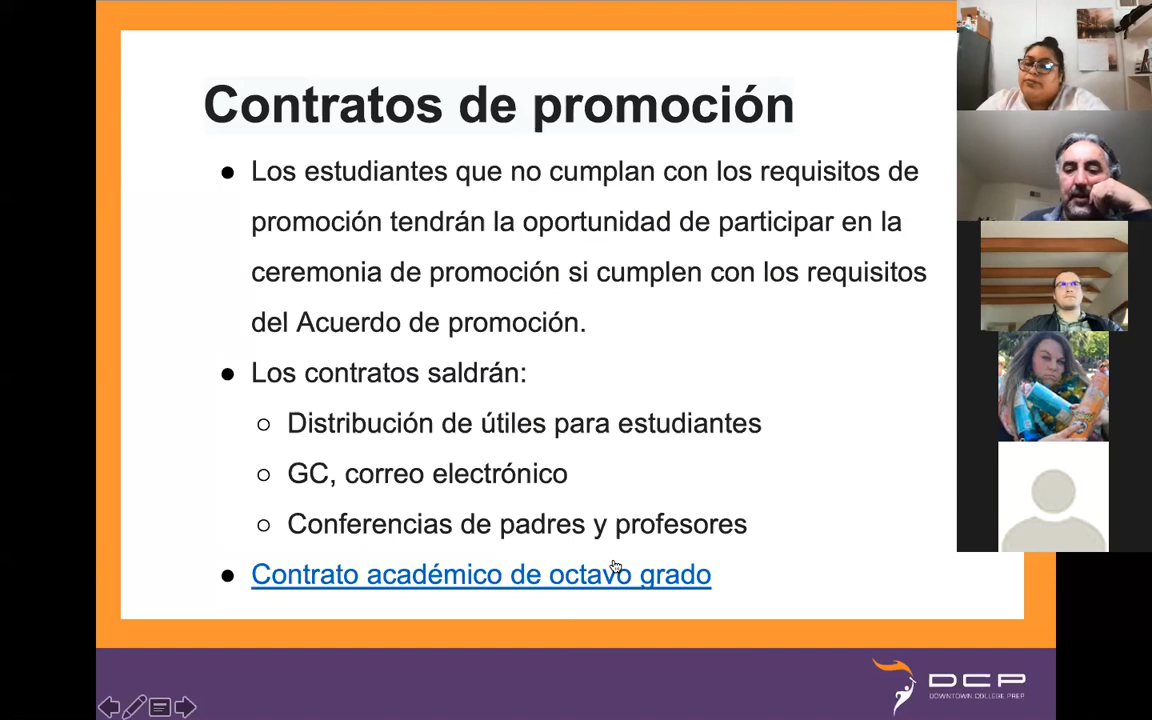 Contratos de promoción
● Los estudiantes que no cumplan con los requisitos de
promoción tendrán la oportunidad de participar en la
ceremonia de promoción si cumplen con los requisitos
del Acuerdo de promoción.
● Los contratos saldrán:
○ Distribución de útiles para estudiantes
○ GC, correo electrónico
○ Conferencias de padres y profesores
● Contrato académico de octavo grado
DCP
DOWNTOWN COLLEGE PREP